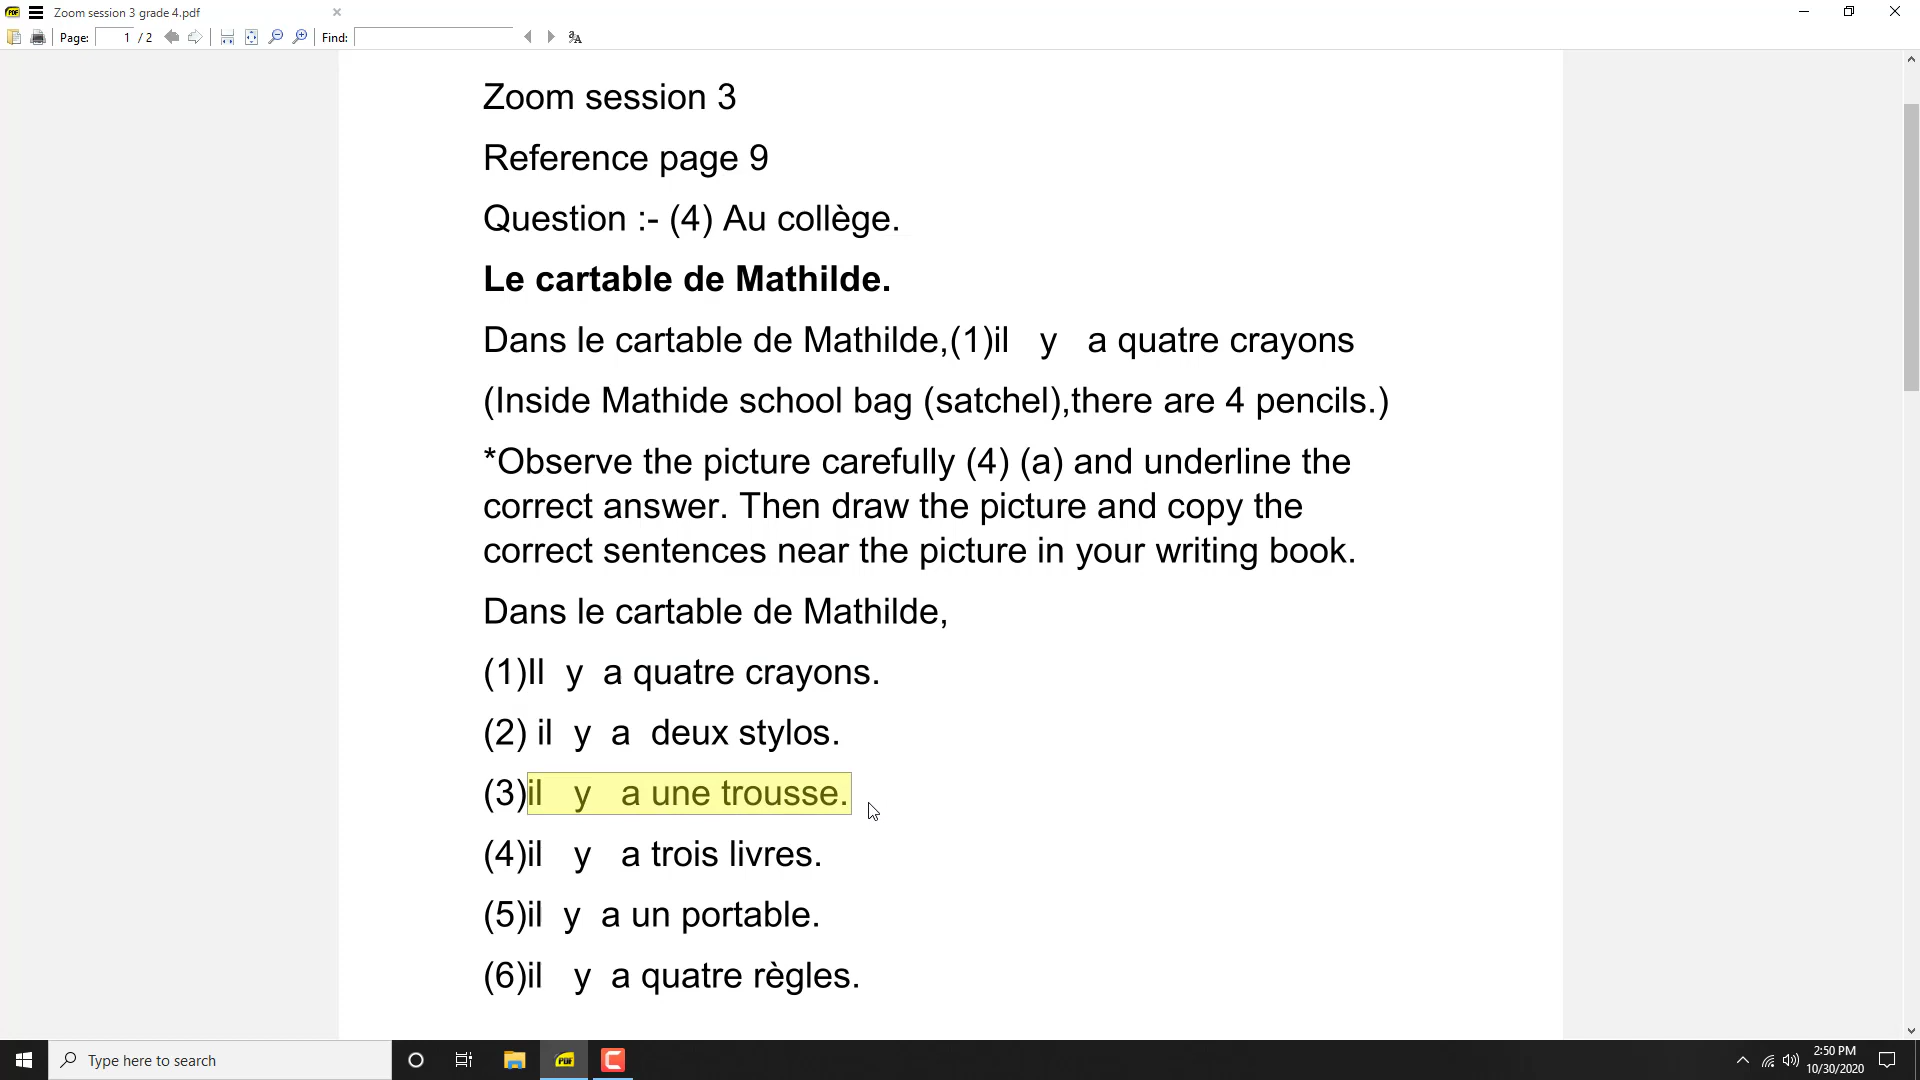 Zoom session 3 grade 4.pdf
Page: 1 / 2 Find:
Zoom session 3
Reference page 9
Question :- (4) Au collège.
Le cartable de Mathilde.
Dans le cartable de Mathilde,(1)il y a quatre crayons
(Inside Mathide school bag (satchel),there are 4 pencils.)
*Observe the picture carefully (4) (a) and underline the
correct answer. Then draw the picture and copy the
correct sentences near the picture in your writing book.
Dans le cartable de Mathilde,
(1)Il y a quatre crayons.
(2) il y a deux stylos.
(3)il y a une trousse.
(4)il y a trois livres.
(5)il y a un portable.
(6)il y a quatre règles.
Type here to search
2:50 PM
10/30/2020